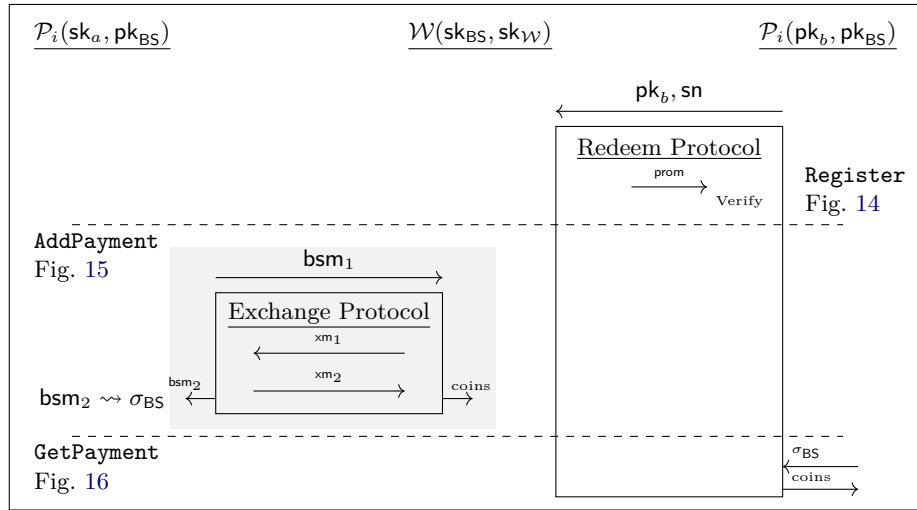 𝒫ᵢ(skₐ, pk_BS) 𝒲(sk_BS, sk_𝒲) 𝒫ᵢ(pk_b, pk_BS)
pk_b, sn
Redeem Protocol
prom
Verify
Register
Fig. 14
AddPayment
Fig. 15
bsm₁
Exchange Protocol
xm₁
xm₂
bsm₂ ⇝ σ_BS
bsm₂
coins
GetPayment
Fig. 16
σ_BS
coins